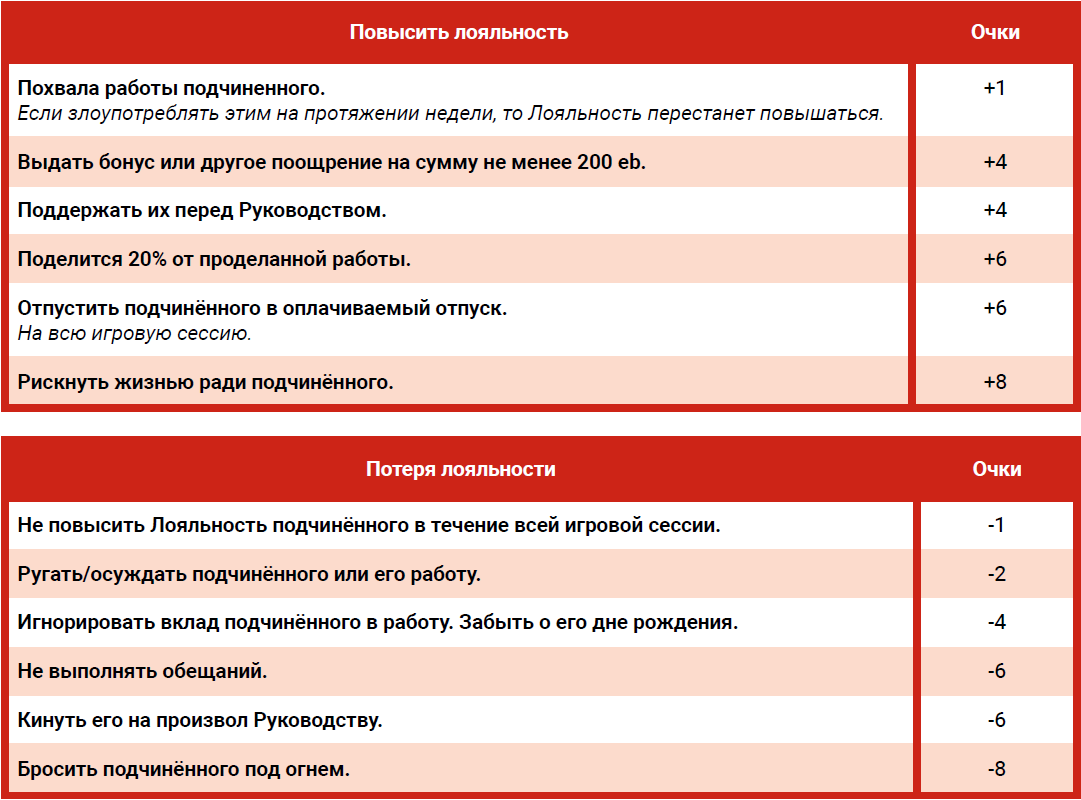 Повысить лояльность Очки
Похвала работы подчиненного. +1
Если злоупотреблять этим на протяжении недели, то Лояльность перестанет повышаться.
Выдать бонус или другое поощрение на сумму не менее 200 eb. +4
Поддержать их перед Руководством. +4
Поделится 20% от проделанной работы. +6
Отпустить подчинённого в оплачиваемый отпуск. +6
На всю игровую сессию.
Рискнуть жизнью ради подчинённого. +8
Потеря лояльности Очки
Не повысить Лояльность подчинённого в течение всей игровой сессии. -1
Ругать/осуждать подчинённого или его работу. -2
Игнорировать вклад подчинённого в работу. Забыть о его дне рождения. -4
Не выполнять обещаний. -6
Кинуть его на произвол Руководству. -6
Бросить подчинённого под огнем. -8